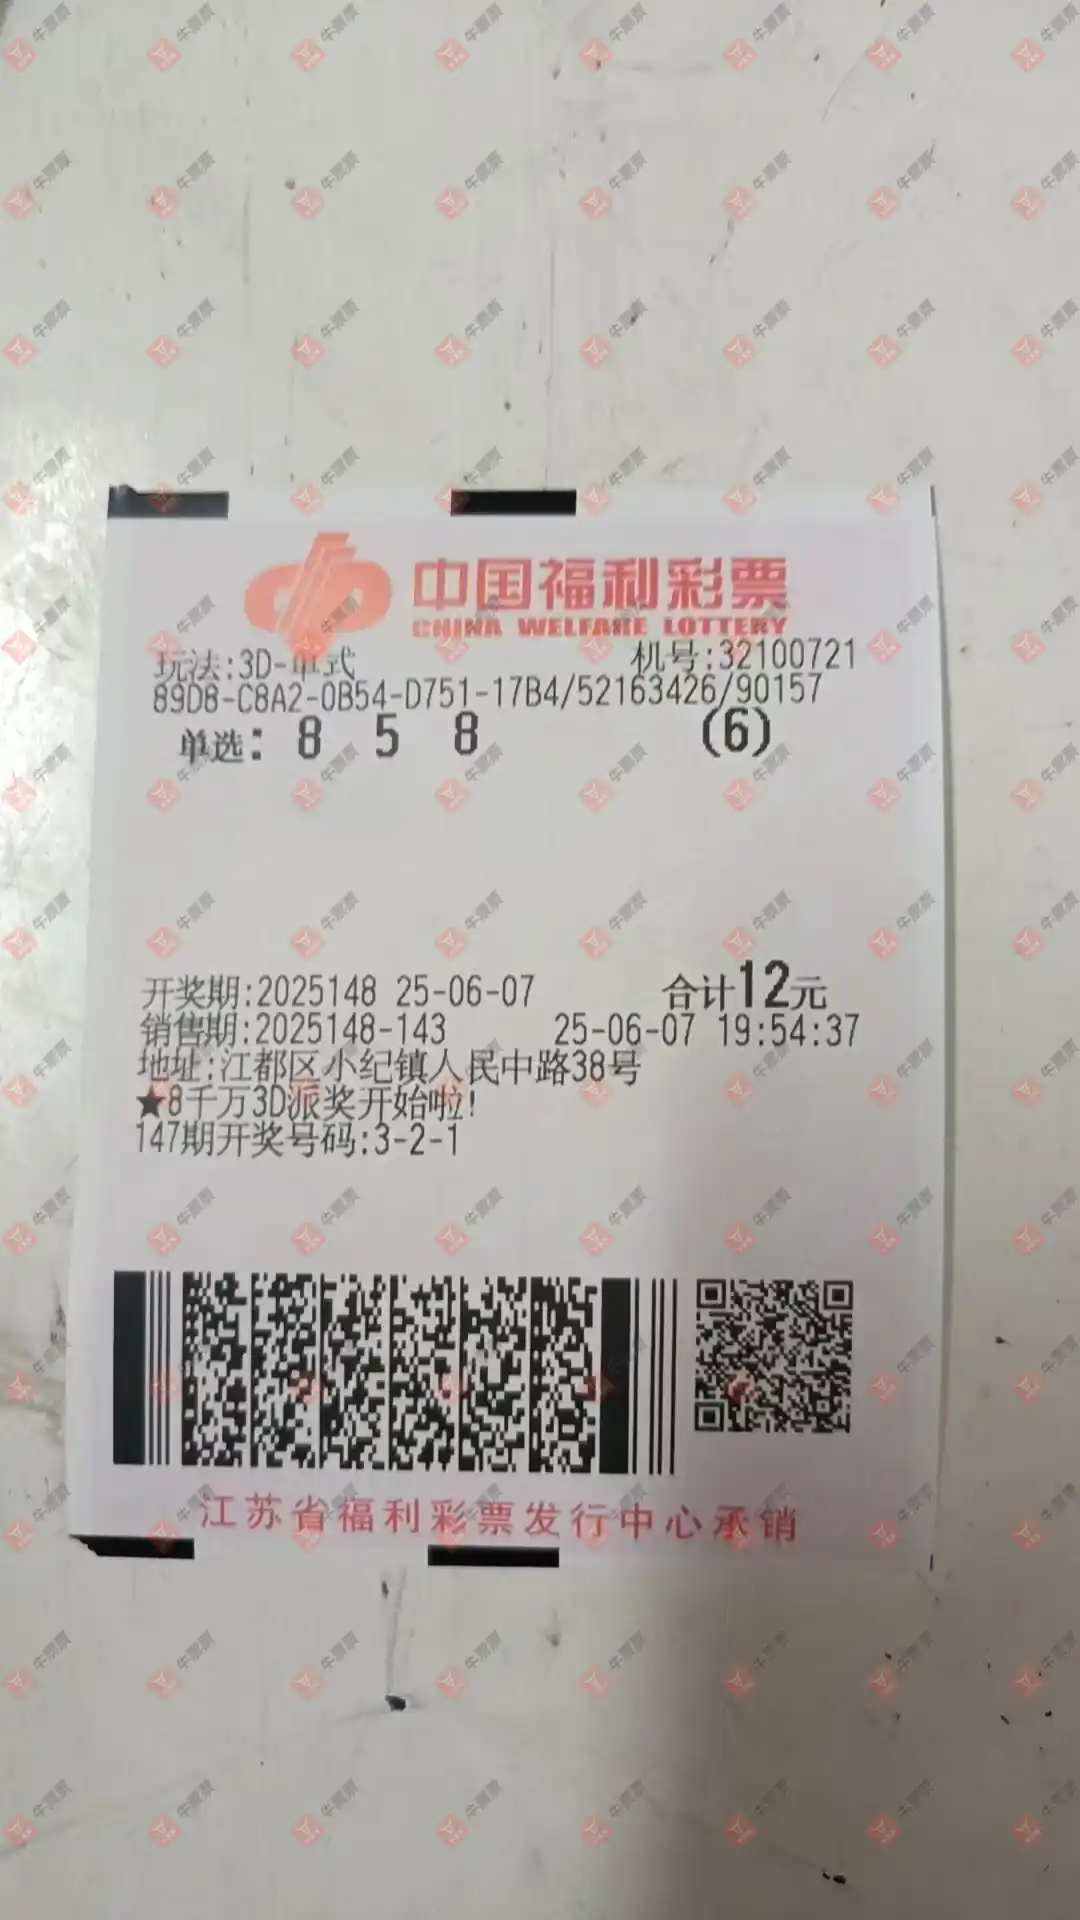 中国福利彩票
CHINA WELFARE LOTTERY
玩法:3D-单式 机号:32100721
89D8-C8A2-0B54-D751-17B4/52163426/90157
单选: 8 5 8 (6)
开奖期:2025148 25-06-07 合计12元
销售期:2025148-143 25-06-07 19:54:37
地址:江都区小纪镇人民中路38号
★8千万3D派奖开始啦!
147期开奖号码:3-2-1
江苏省福利彩票发行中心承销
牛票票